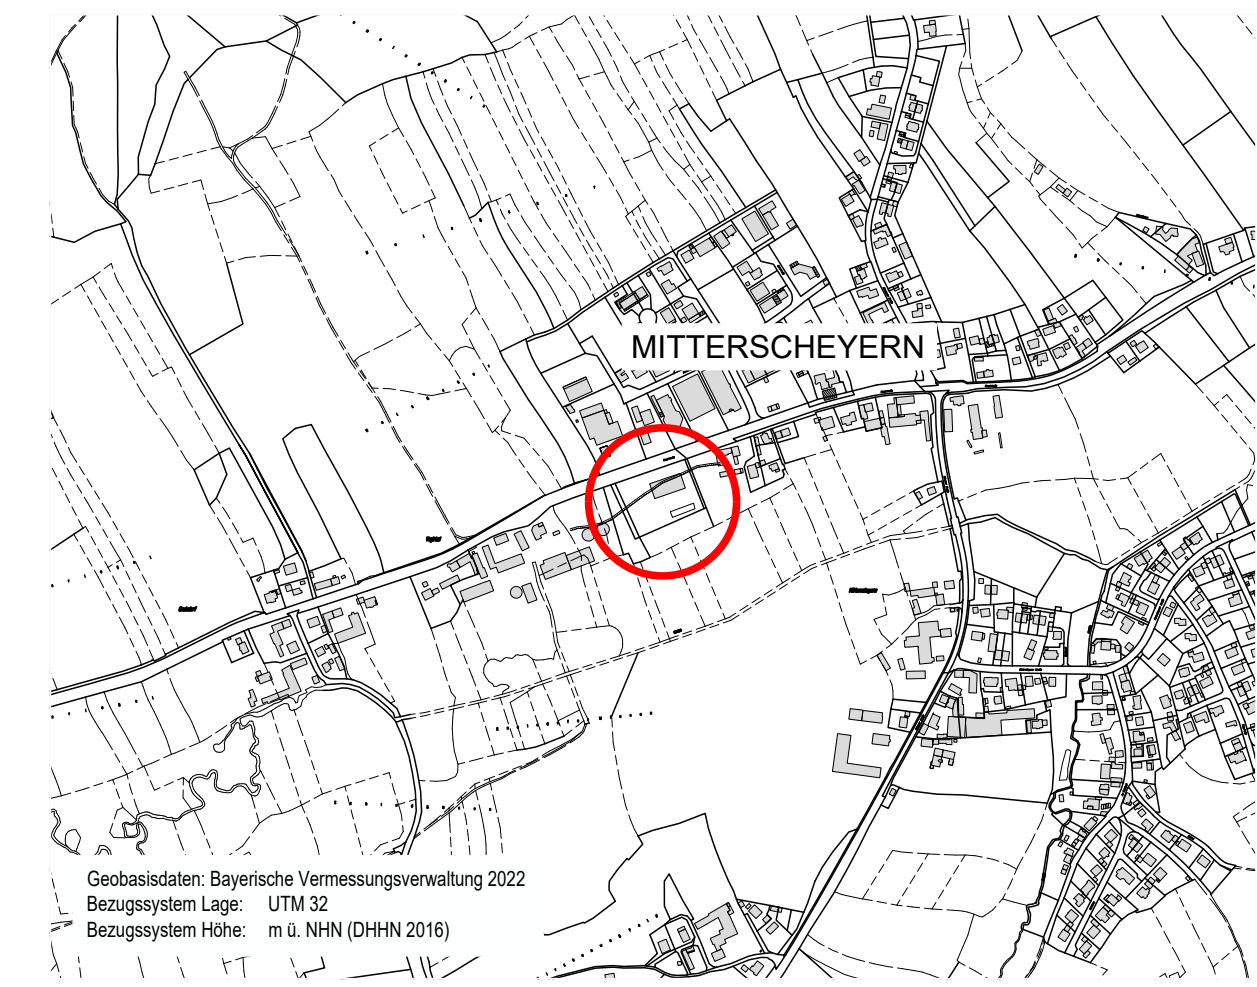 MITTERSCHEYERN
Geobasisdaten: Bayerische Vermessungsverwaltung 2022
Bezugssystem Lage: UTM 32
Bezugssystem Höhe: m ü. NHN (DHHN 2016)